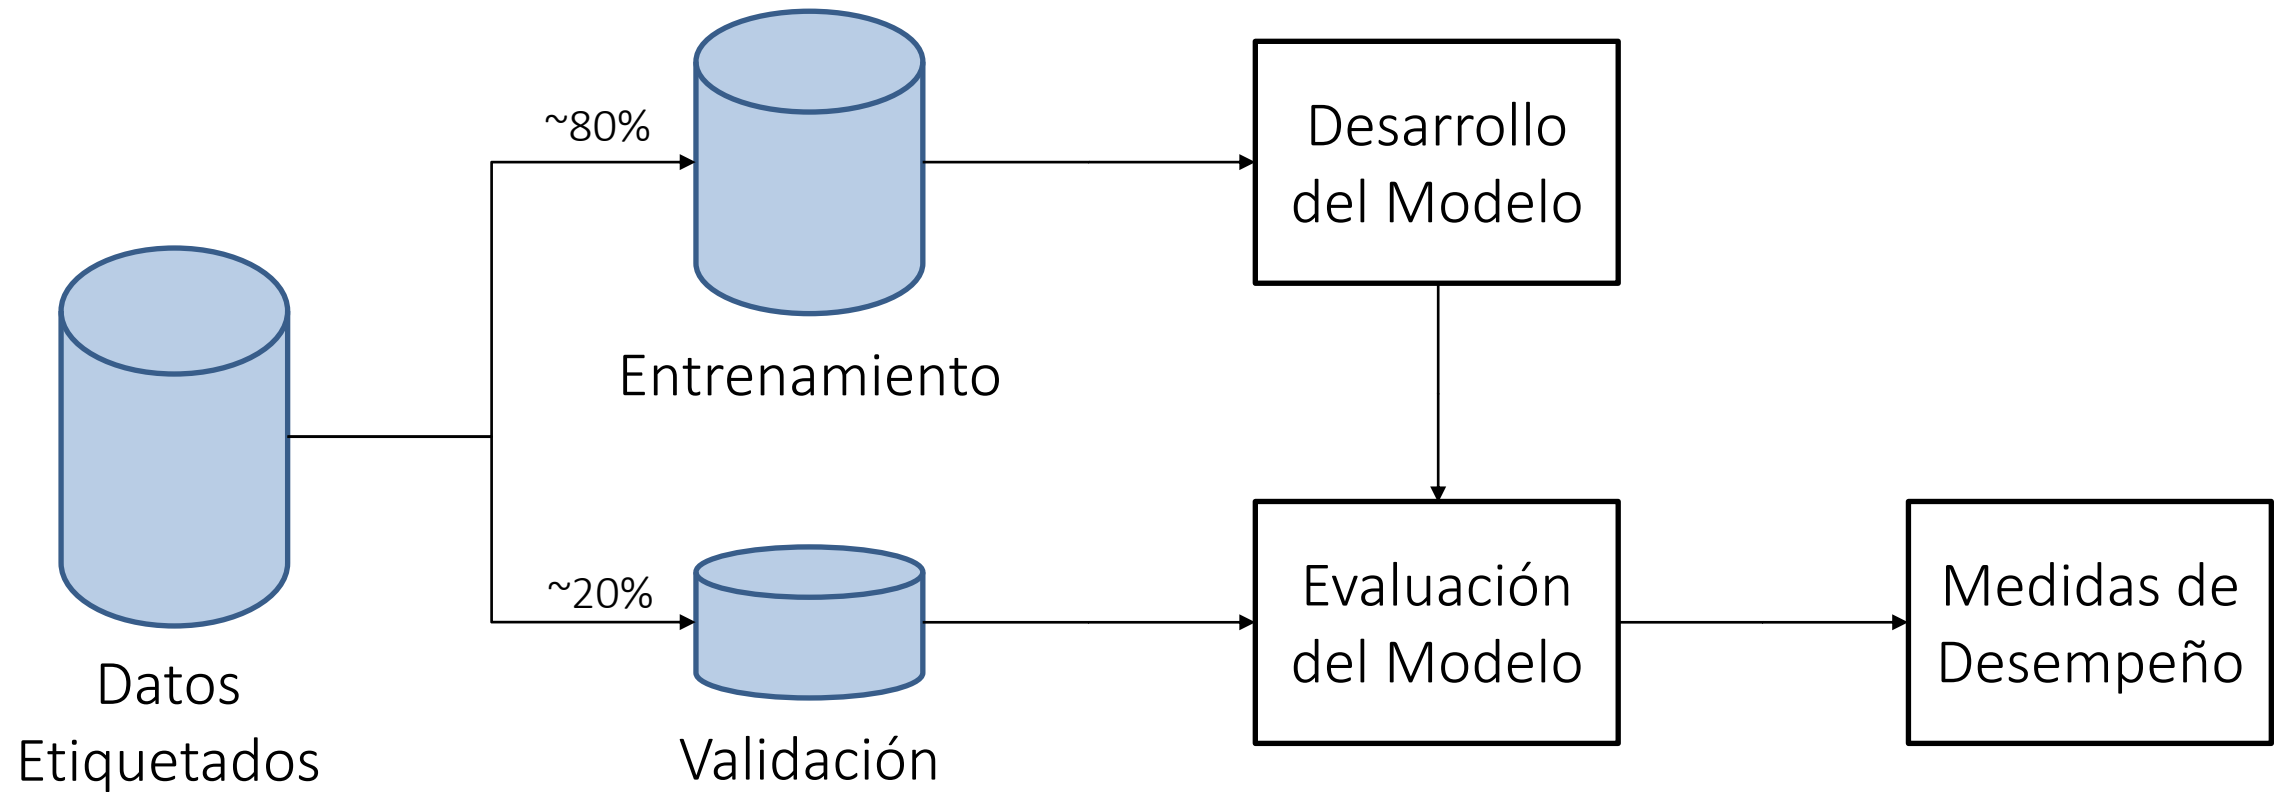 ~80%
Desarrollo
del Modelo
Entrenamiento
~20%
Evaluación
del Modelo
Medidas de
Desempeño
Datos
Etiquetados
Validación